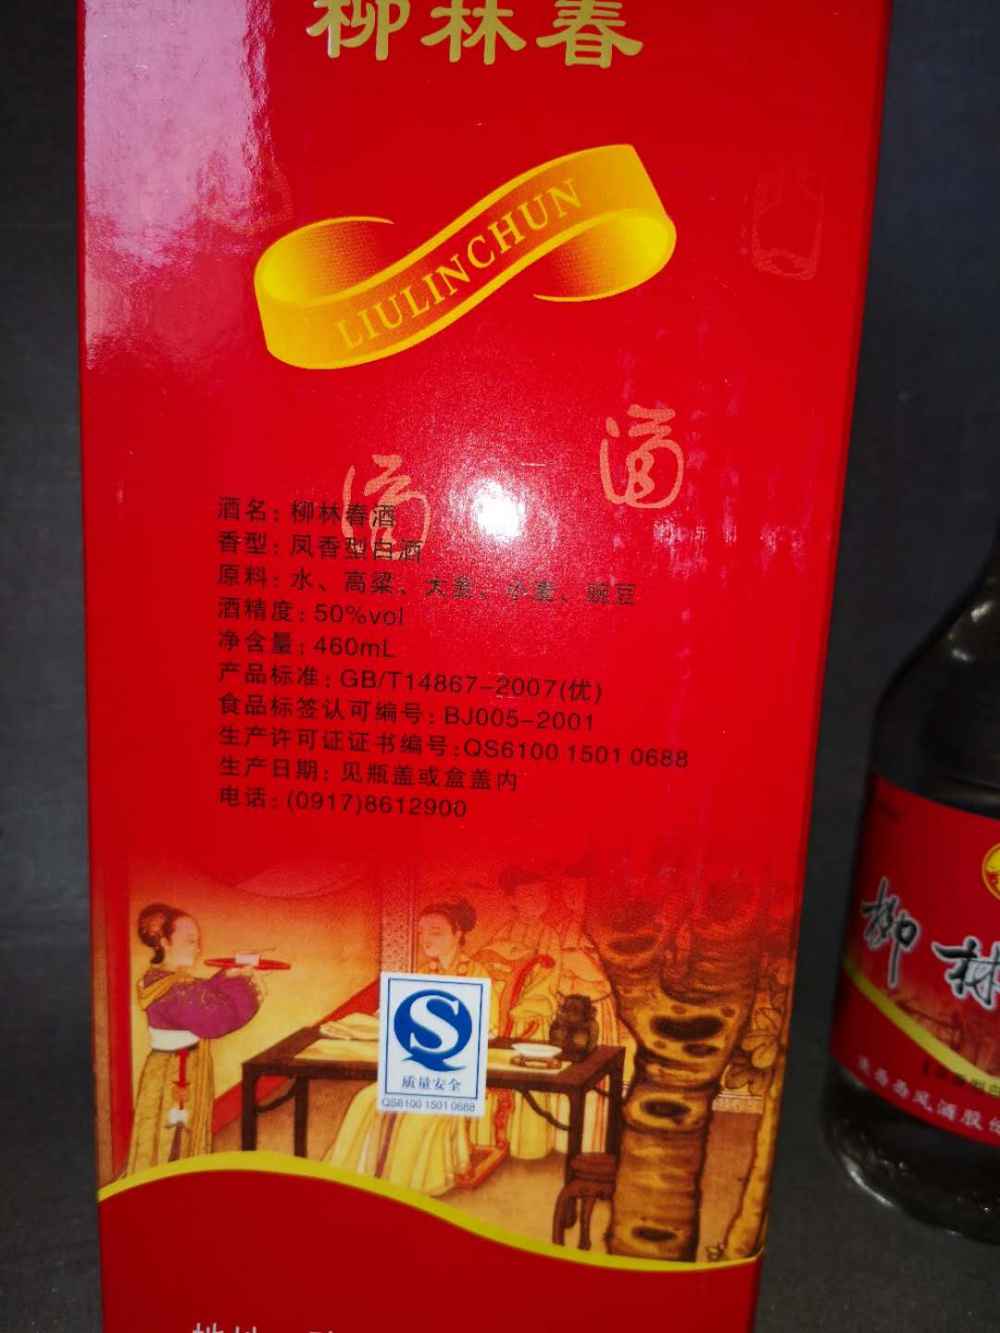 柳林春
LIULINCHUN
滴
滴
酒名：柳林春酒
香型：凤香型白酒
原料：水、高粱、大麦、小麦、豌豆
酒精度：50%vol
净含量：460mL
产品标准：GB/T14867-2007(优)
食品标签认可编号：BJ005-2001
生产许可证证书编号:QS6100 1501 0688
生产日期：见瓶盖或盒盖内
电话：(0917)8612900
质量安全
QS6100 1501 0688
柳林